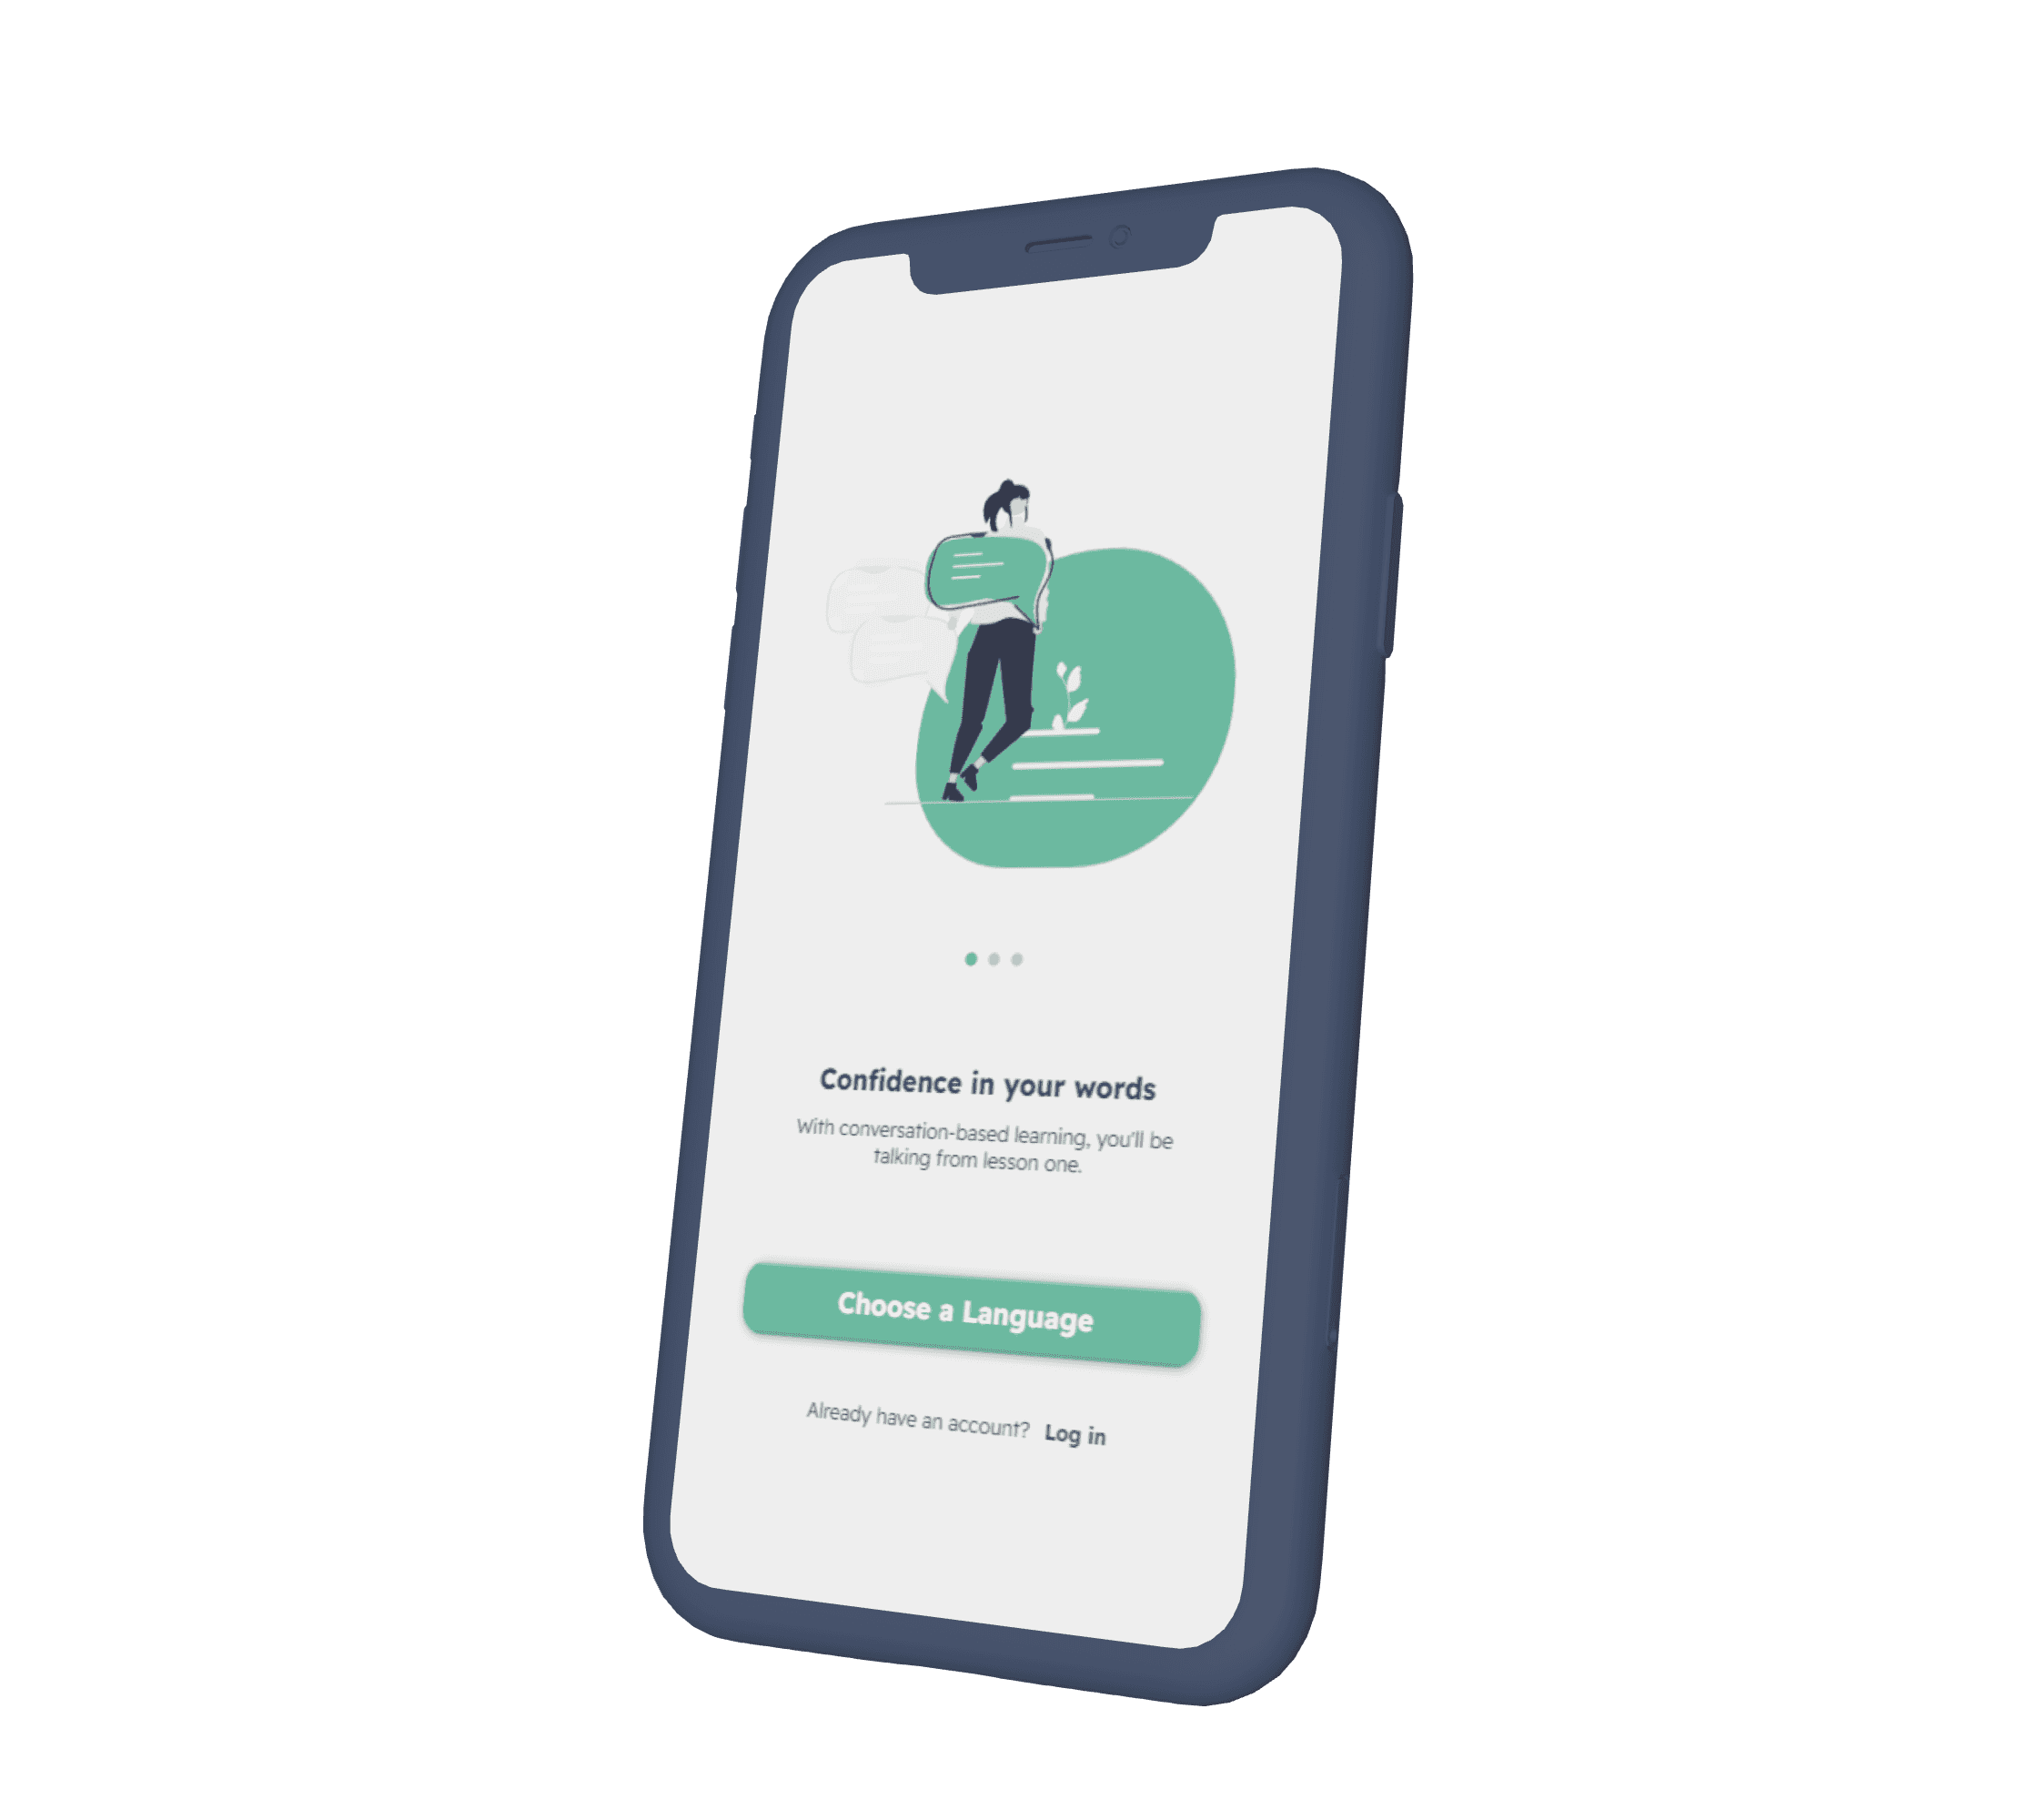 Confidence in your words
With conversation-based learning, you'll be
talking from lesson one.
Choose a Language
Already have an account? Log in